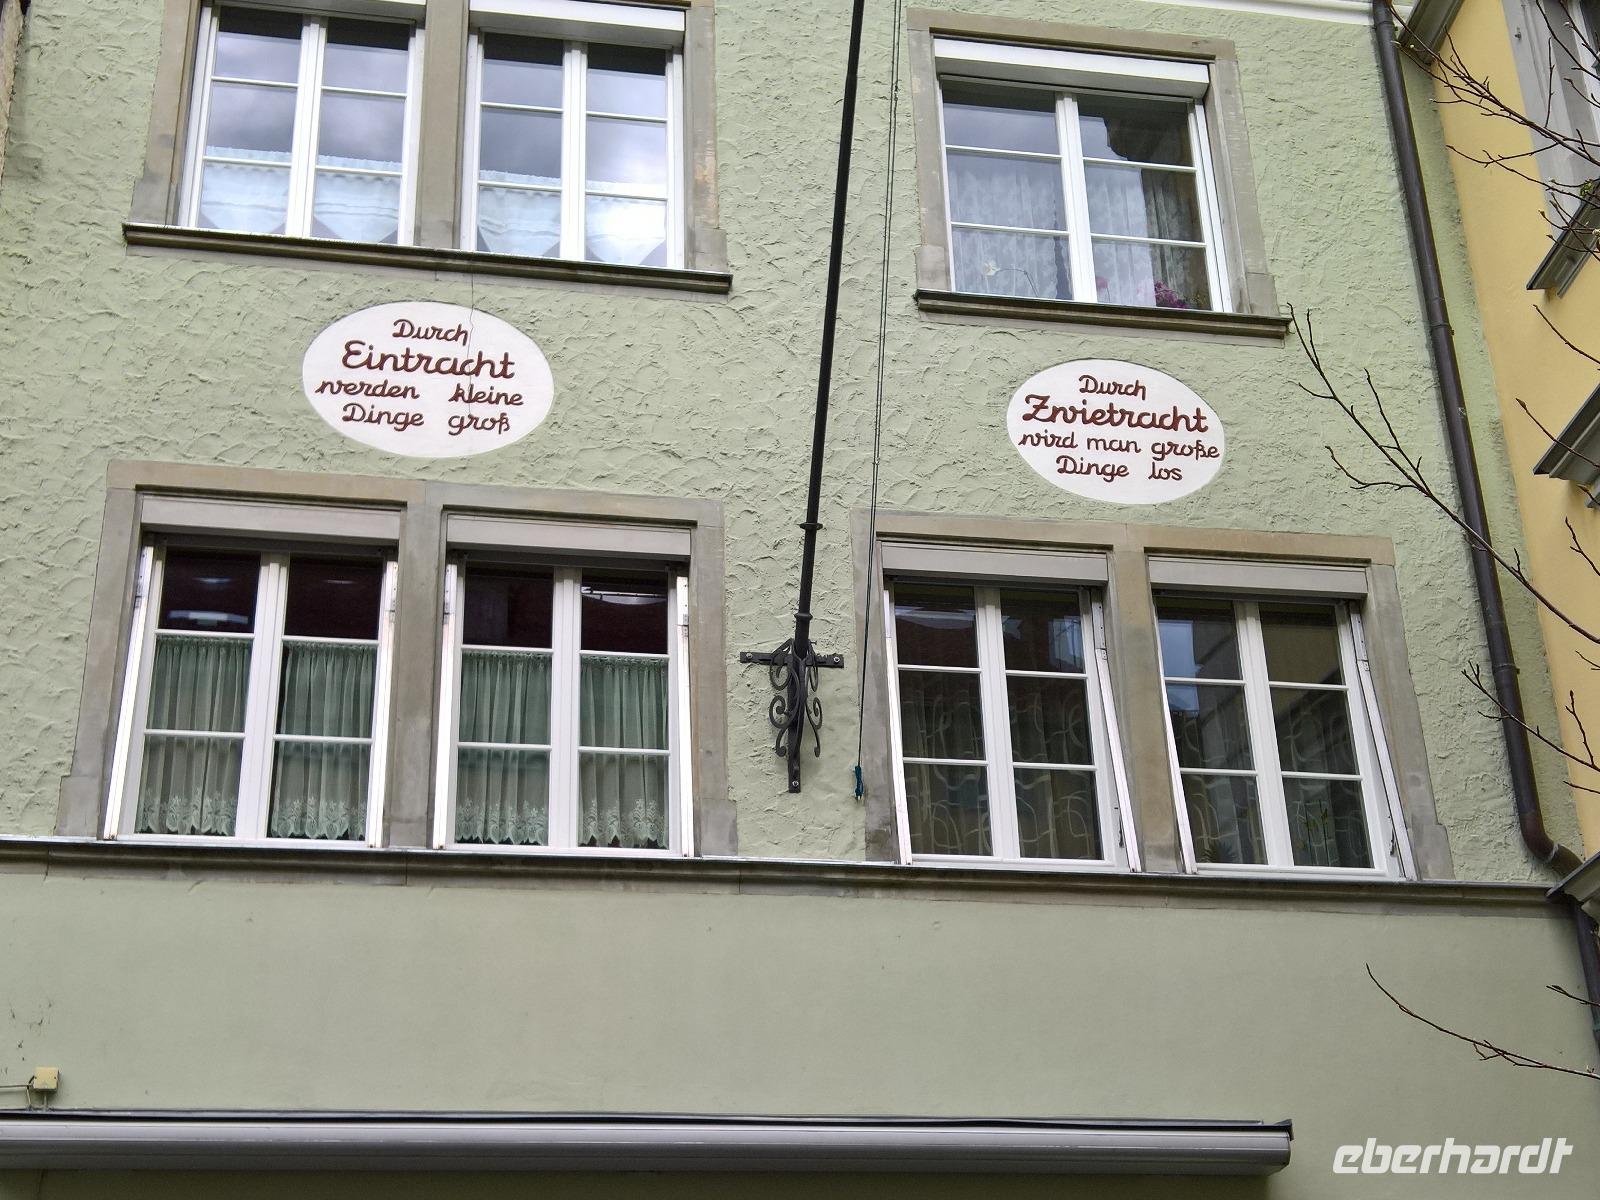 Durch
Eintracht
werden kleine
Dinge groß
Durch
Zwietracht
wird man große
Dinge los
eberhardt